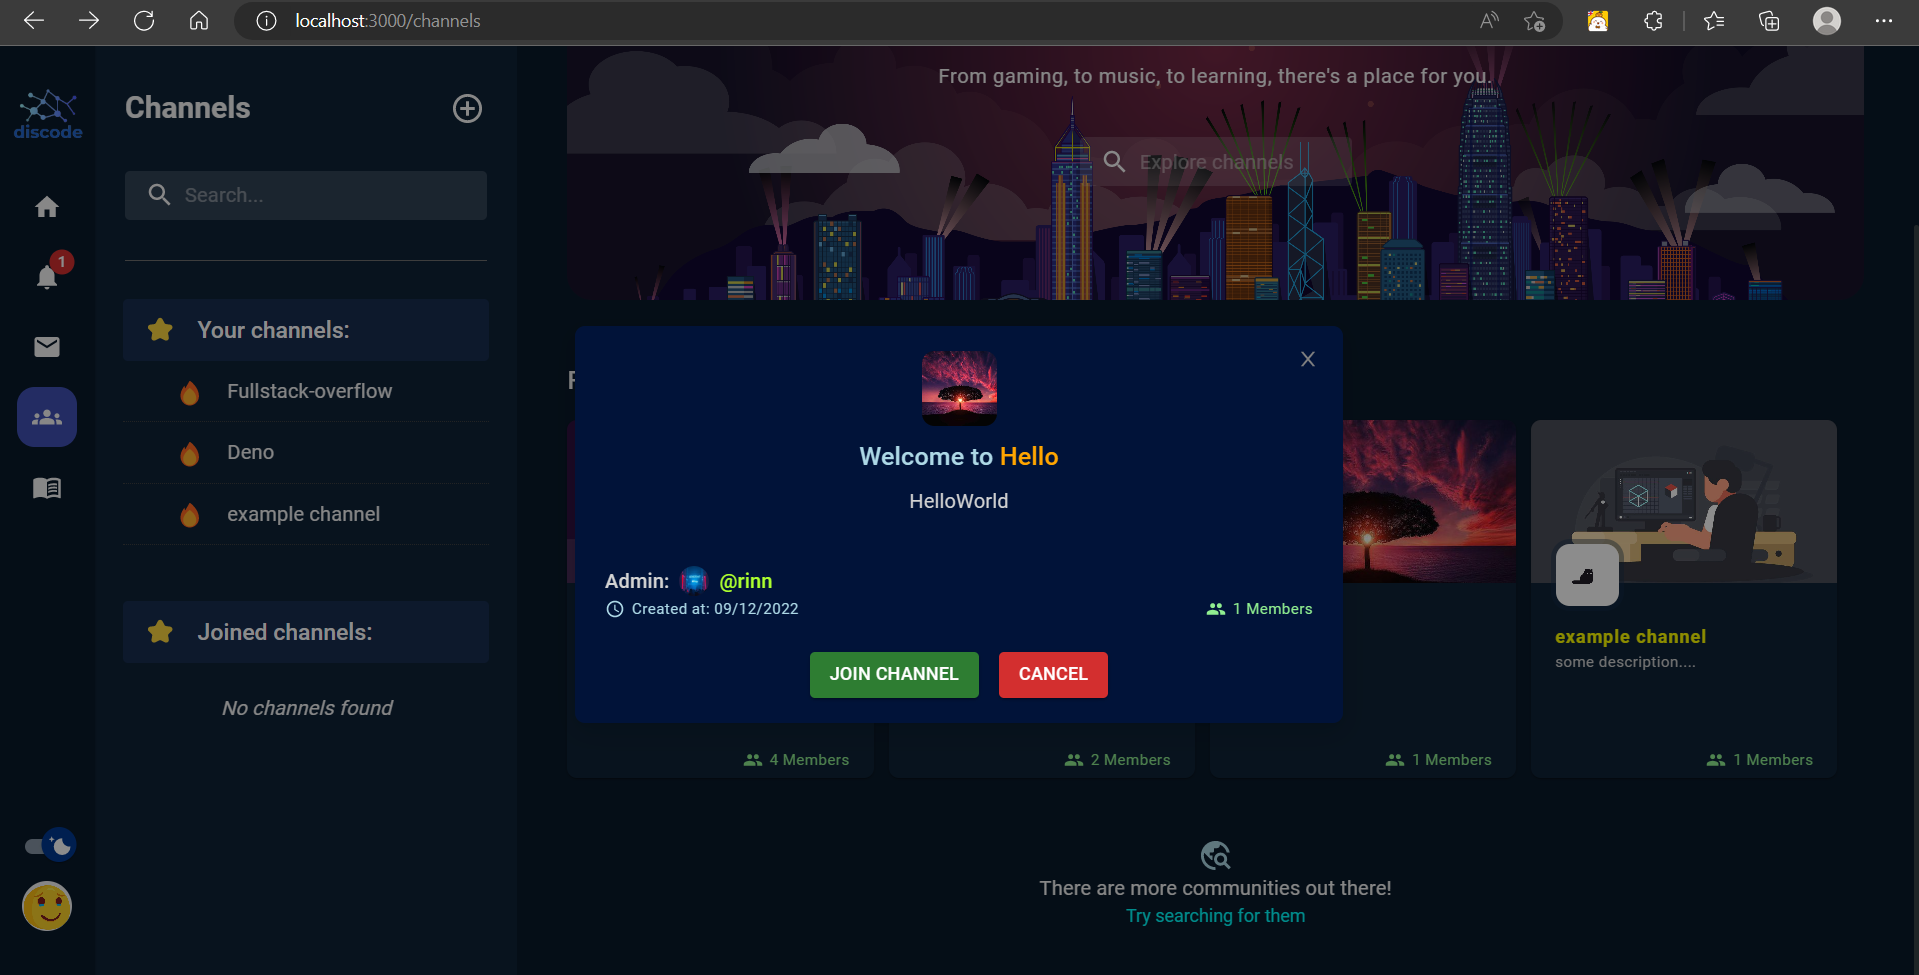 localhost:3000/channels
discode
Channels
Search...
1
Your channels:
Fullstack-overflow
Deno
example channel
Joined channels:
No channels found
From gaming, to music, to learning, there's a place for you.
Explore channels
F
Welcome to Hello
HelloWorld
Admin: @rinn
Created at: 09/12/2022
1 Members
JOIN CHANNEL
CANCEL
example channel
some description....
4 Members
2 Members
1 Members
1 Members
There are more communities out there!
Try searching for them